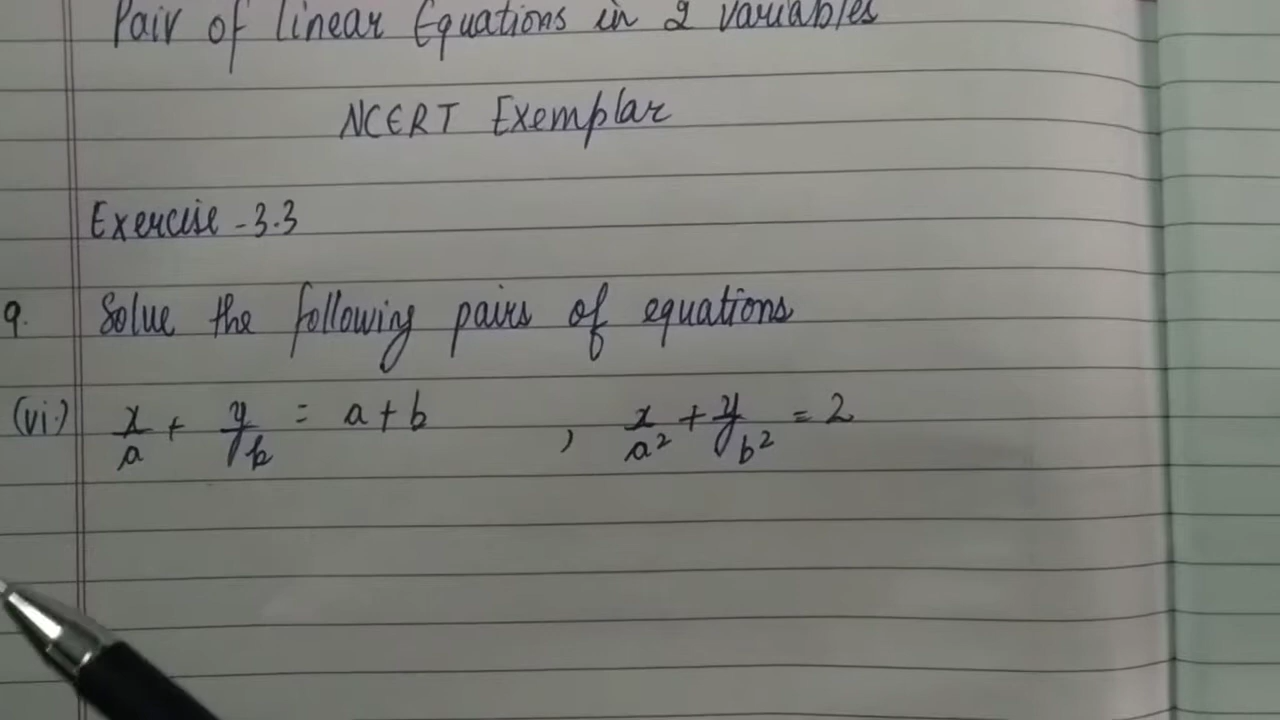 Pair of linear Equations in 2 variables
NCERT Exemplar
Exercise - 3.3
9. Solve the following pairs of equations
(vi) x/a + y/b = a + b , x/a² + y/b² = 2